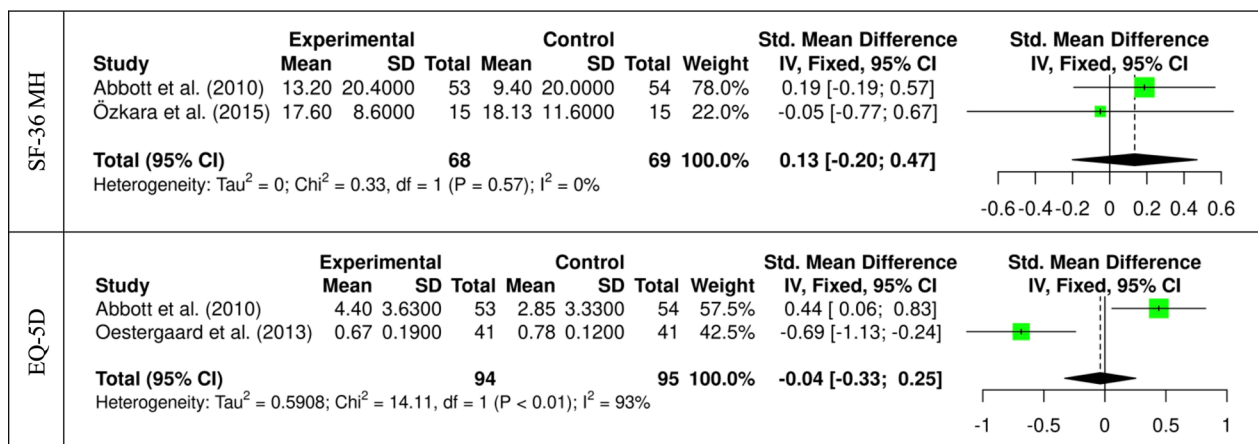 SF-36 MH
Experimental Control Std. Mean Difference Std. Mean Difference
Study Mean SD Total Mean SD Total Weight IV, Fixed, 95% CI IV, Fixed, 95% CI
Abbott et al. (2010) 13.20 20.4000 53 9.40 20.0000 54 78.0% 0.19 [-0.19; 0.57]
Özkara et al. (2015) 17.60 8.6000 15 18.13 11.6000 15 22.0% -0.05 [-0.77; 0.67]
Total (95% CI) 68 69 100.0% 0.13 [-0.20; 0.47]
Heterogeneity: Tau² = 0; Chi² = 0.33, df = 1 (P = 0.57); I² = 0%
-0.6 -0.4 -0.2 0 0.2 0.4 0.6
EQ-5D
Experimental Control Std. Mean Difference Std. Mean Difference
Study Mean SD Total Mean SD Total Weight IV, Fixed, 95% CI IV, Fixed, 95% CI
Abbott et al. (2010) 4.40 3.6300 53 2.85 3.3300 54 57.5% 0.44 [ 0.06; 0.83]
Oestergaard et al. (2013) 0.67 0.1900 41 0.78 0.1200 41 42.5% -0.69 [-1.13; -0.24]
Total (95% CI) 94 95 100.0% -0.04 [-0.33; 0.25]
Heterogeneity: Tau² = 0.5908; Chi² = 14.11, df = 1 (P < 0.01); I² = 93%
-1 -0.5 0 0.5 1